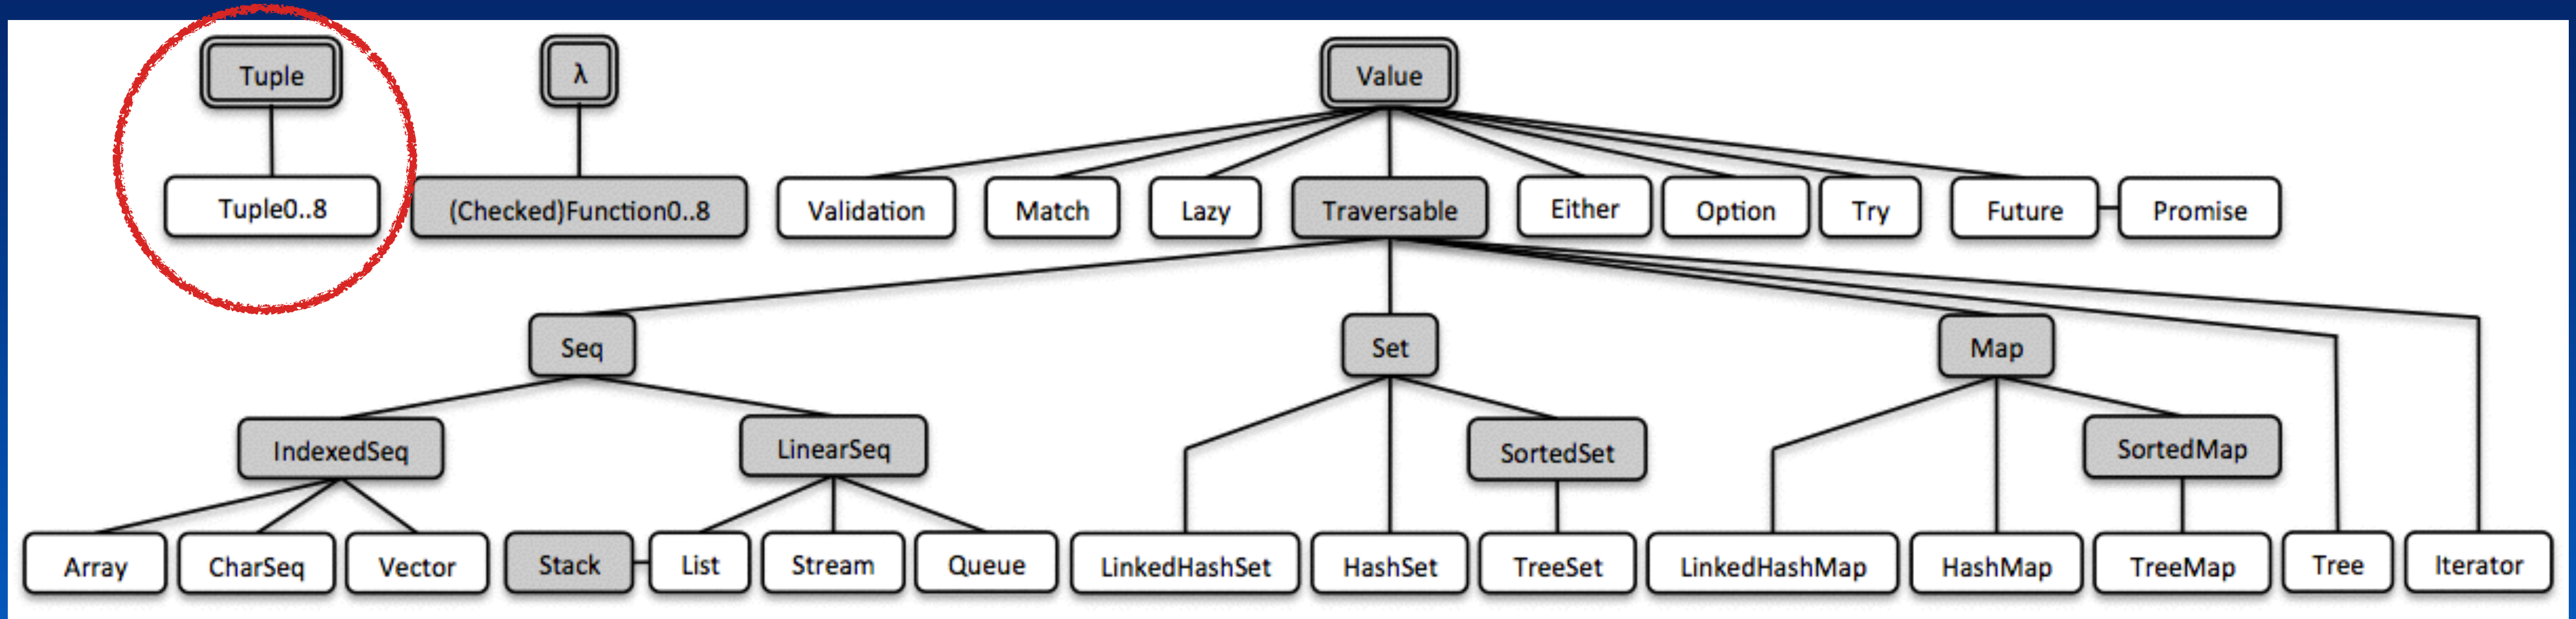 Tuple
λ
Value
Tuple0..8
(Checked)Function0..8
Validation
Match
Lazy
Traversable
Either
Option
Try
Future
Promise
Seq
Set
Map
IndexedSeq
LinearSeq
SortedSet
SortedMap
Array
CharSeq
Vector
Stack
List
Stream
Queue
LinkedHashSet
HashSet
TreeSet
LinkedHashMap
HashMap
TreeMap
Tree
Iterator